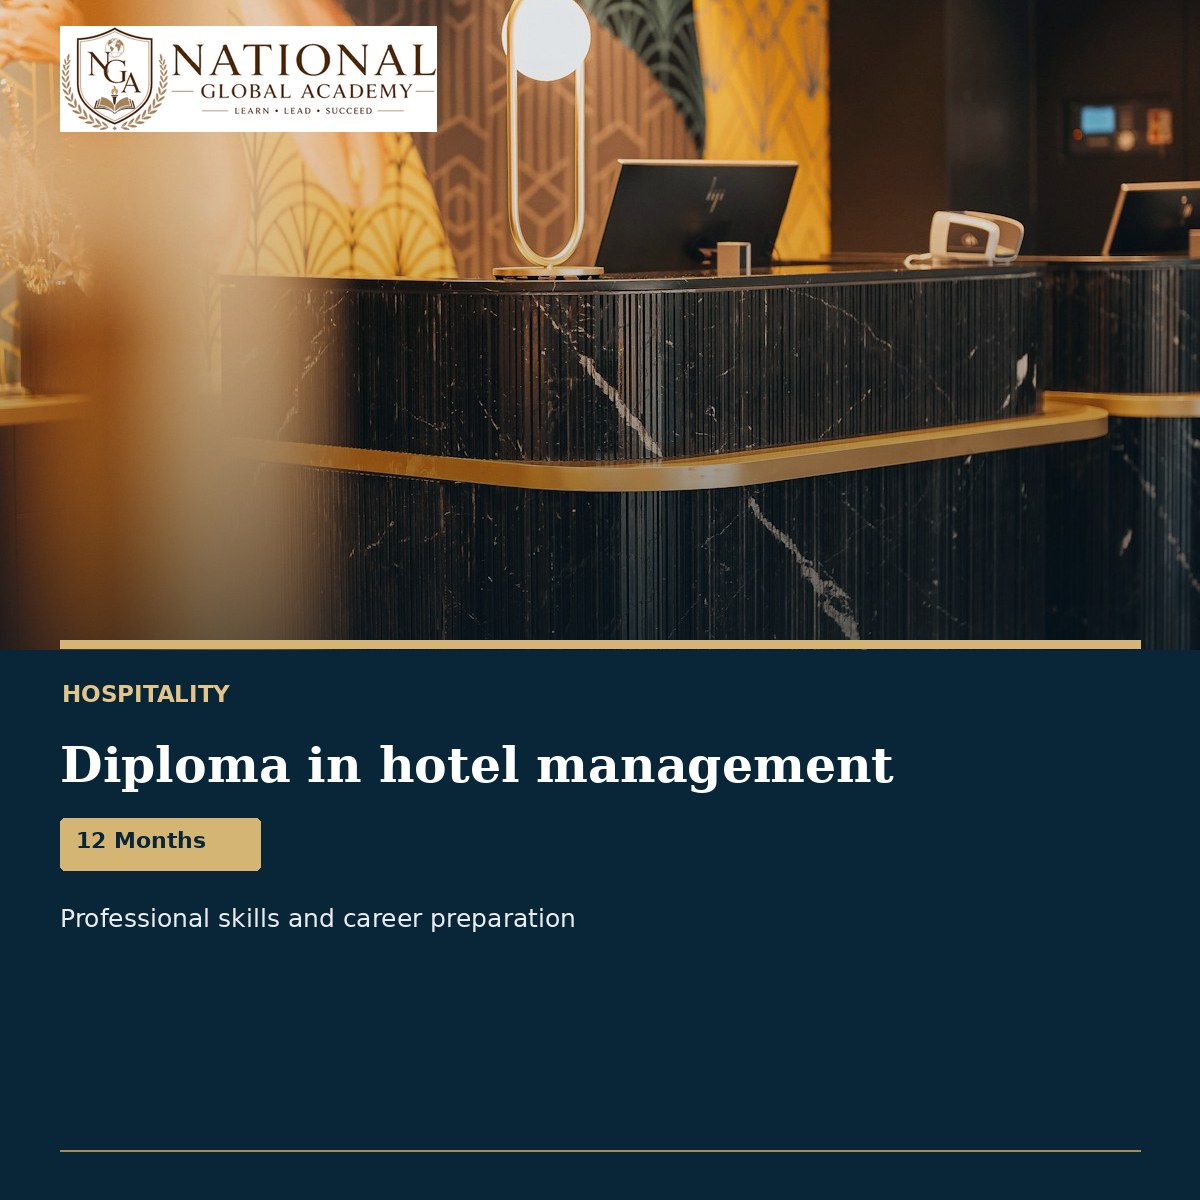 NGA
NATIONAL
GLOBAL ACADEMY
LEARN • LEAD • SUCCEED
hp
HOSPITALITY
Diploma in hotel management
12 Months
Professional skills and career preparation